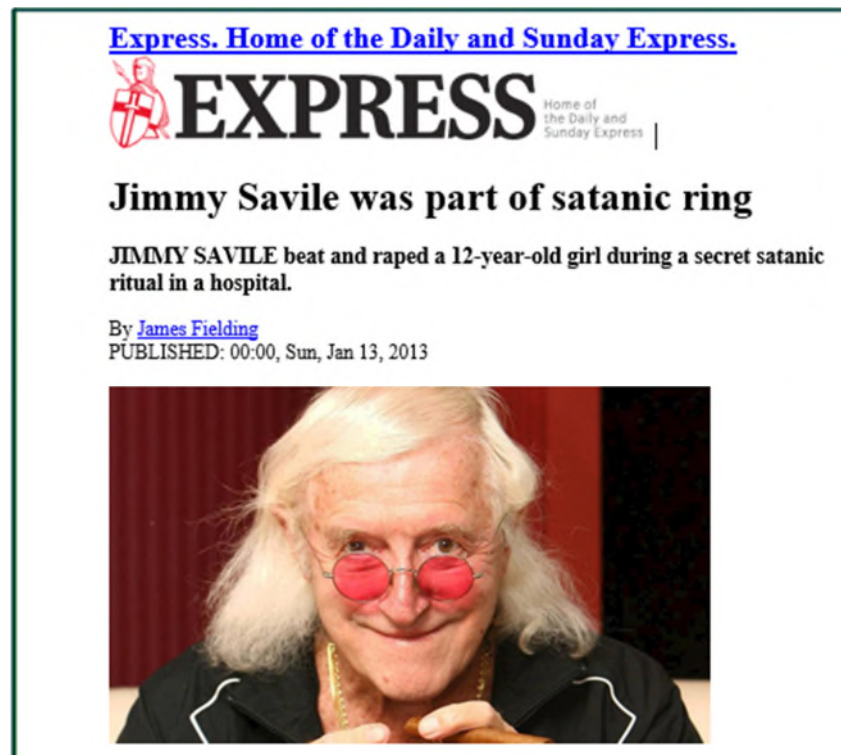 Express. Home of the Daily and Sunday Express.
EXPRESS
Home of
the Daily and
Sunday Express
Jimmy Savile was part of satanic ring
JIMMY SAVILE beat and raped a 12-year-old girl during a secret satanic
ritual in a hospital.
By James Fielding
PUBLISHED: 00:00, Sun, Jan 13, 2013